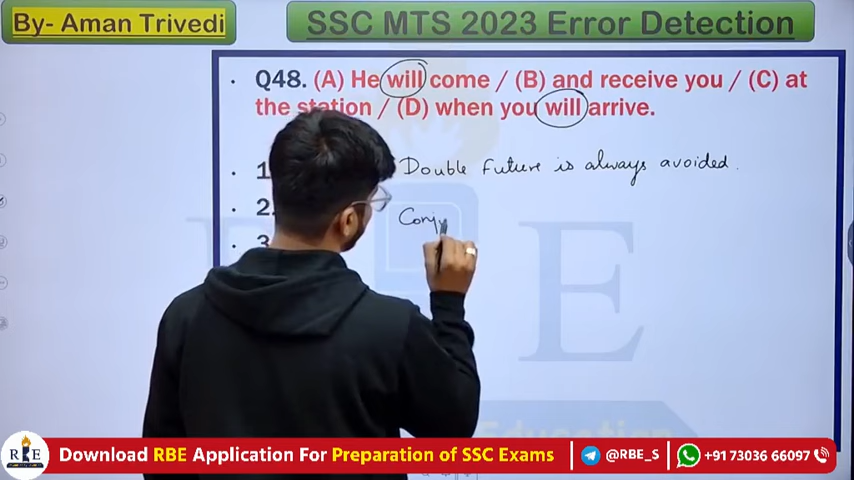 By- Aman Trivedi
SSC MTS 2023 Error Detection
Q48. (A) He will come / (B) and receive you / (C) at
the station / (D) when you will arrive.
1
Double future is always avoided.
2.
Conj
3
R E
Education
RBE
Download RBE Application For Preparation of SSC Exams
@RBE_S
+91 73036 66097